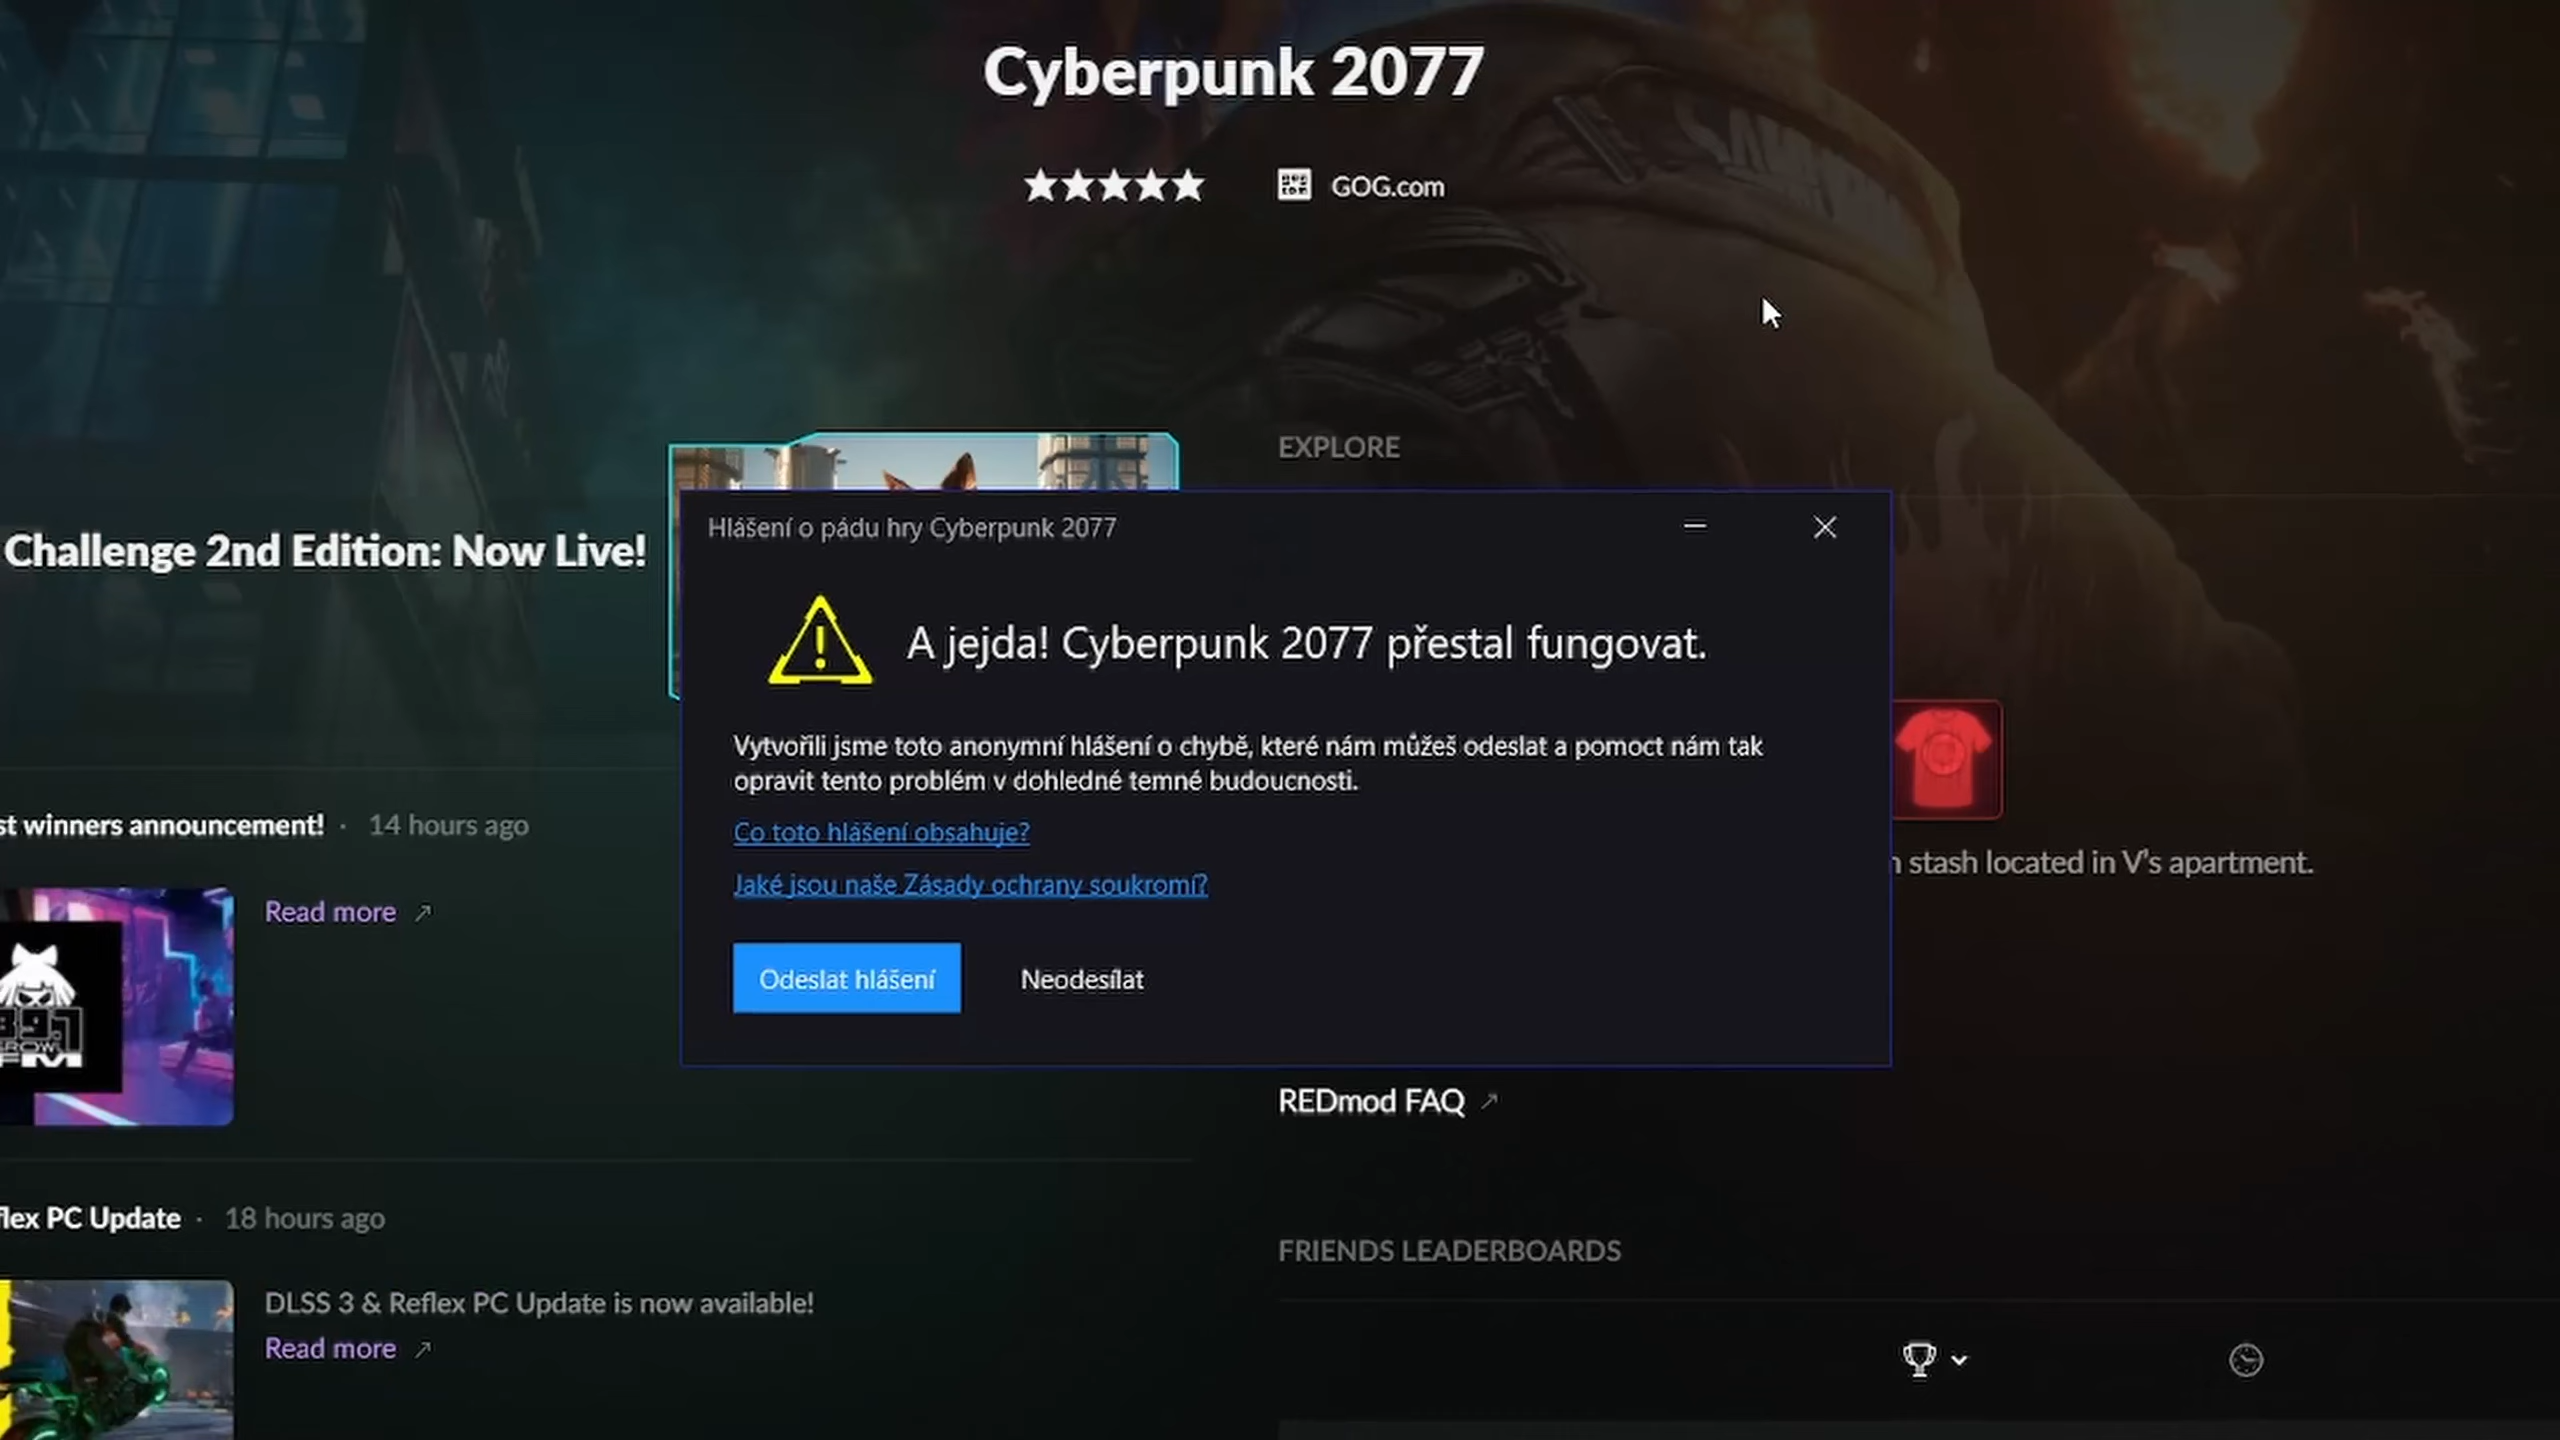 Cyberpunk 2077
GOG.com
EXPLORE
Challenge 2nd Edition: Now Live!
Hlášení o pádu hry Cyberpunk 2077
A jejda! Cyberpunk 2077 přestal fungovat.
Vytvořili jsme toto anonymní hlášení o chybě, které nám můžeš odeslat a pomoct nám tak
opravit tento problém v dohledné temné budoucnosti.
Co toto hlášení obsahuje?
Jaké jsou naše Zásady ochrany soukromí?
Odeslat hlášení
Neodesílat
winners announcement! · 14 hours ago
Read more
stash located in V's apartment.
89.7
GROWL
FM
REDmod FAQ
PC Update · 18 hours ago
DLSS 3 & Reflex PC Update is now available!
Read more
FRIENDS LEADERBOARDS